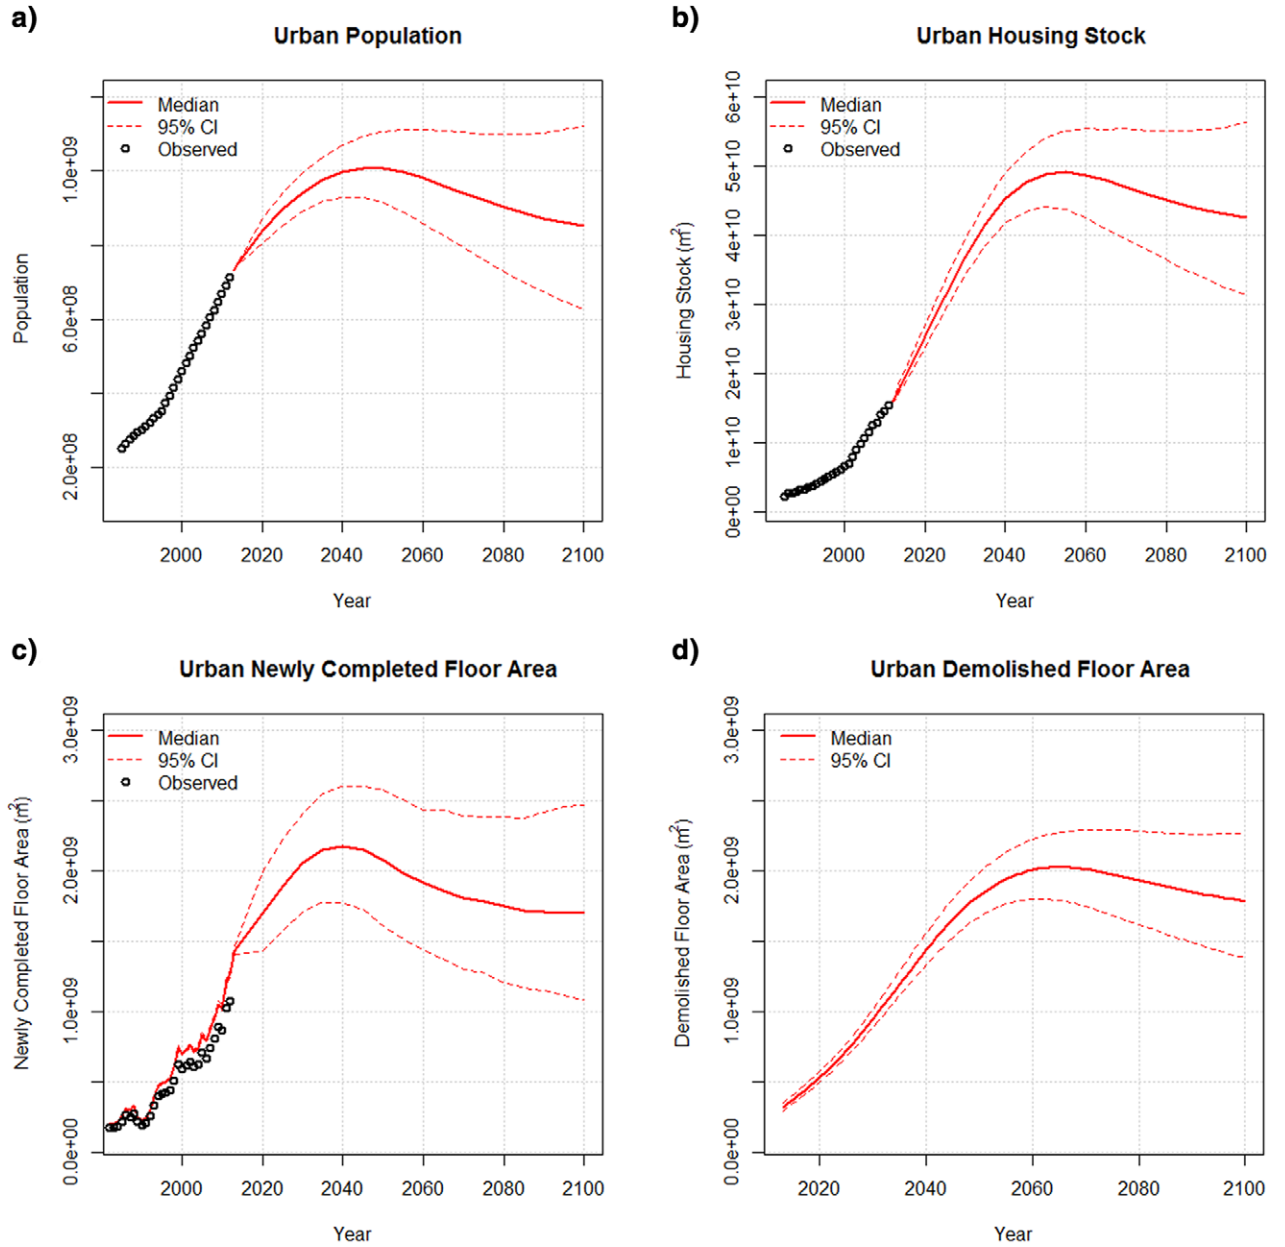 a)
Urban Population
Median
95% CI
Observed
Population
2.0e+08
6.0e+08
1.0e+09
2000 2020 2040 2060 2080 2100
Year
b)
Urban Housing Stock
Median
95% CI
Observed
Housing Stock (m²)
0e+00 1e+10 2e+10 3e+10 4e+10 5e+10 6e+10
2000 2020 2040 2060 2080 2100
Year
c)
Urban Newly Completed Floor Area
Median
95% CI
Observed
Newly Completed Floor Area (m²)
0.0e+00 1.0e+09 2.0e+09 3.0e+09
2000 2020 2040 2060 2080 2100
Year
d)
Urban Demolished Floor Area
Median
95% CI
Demolished Floor Area (m²)
0.0e+00 1.0e+09 2.0e+09 3.0e+09
2020 2040 2060 2080 2100
Year